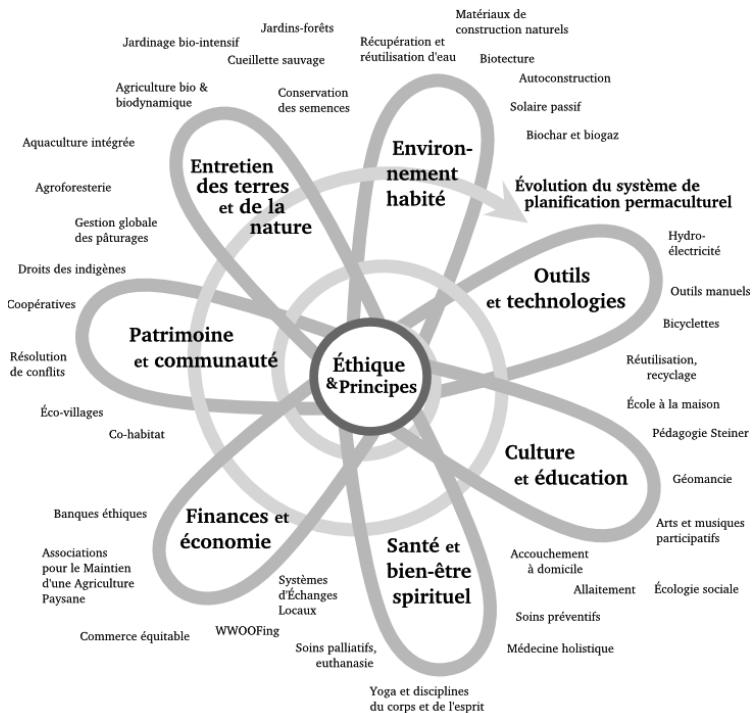 Matériaux de
construction naturels
Jardins-forêts
Jardinage bio-intensif
Récupération et
réutilisation d'eau
Cueillette sauvage
Biotecture
Autoconstruction
Agriculture bio &
biodynamique
Conservation
des semences
Solaire passif
Biochar et biogaz
Aquaculture intégrée
Entretien
des terres
et de la
nature
Environ-
nement
habité
Évolution du système de
planification permaculturel
Agroforesterie
Gestion globale
des pâturages
Hydro-
électricité
Droits des indigènes
Outils
et technologies
Outils manuels
Coopératives
Bicyclettes
Patrimoine
et communauté
Résolution
de conflits
Éthique
&Principes
Réutilisation,
recyclage
Éco-villages
École à la maison
Co-habitat
Pédagogie Steiner
Culture
et éducation
Géomancie
Banques éthiques
Finances et
économie
Arts et musiques
participatifs
Santé et
bien-être
spirituel
Associations
pour le Maintien
d'une Agriculture
Paysane
Accouchement
à domicile
Systèmes
d'Échanges
Locaux
Allaitement
Écologie sociale
Soins préventifs
Commerce équitable
WWOOFing
Soins palliatifs,
euthanasie
Médecine holistique
Yoga et disciplines
du corps et de l'esprit